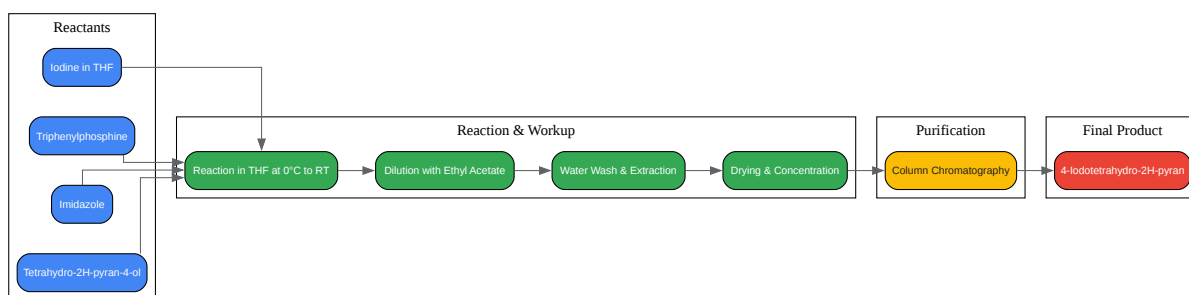 Reactants
Iodine in THF
Triphenylphosphine
Imidazole
Tetrahydro-2H-pyran-4-ol
Reaction & Workup
Reaction in THF at 0°C to RT
Dilution with Ethyl Acetate
Water Wash & Extraction
Drying & Concentration
Purification
Column Chromatography
Final Product
4-Iodotetrahydro-2H-pyran